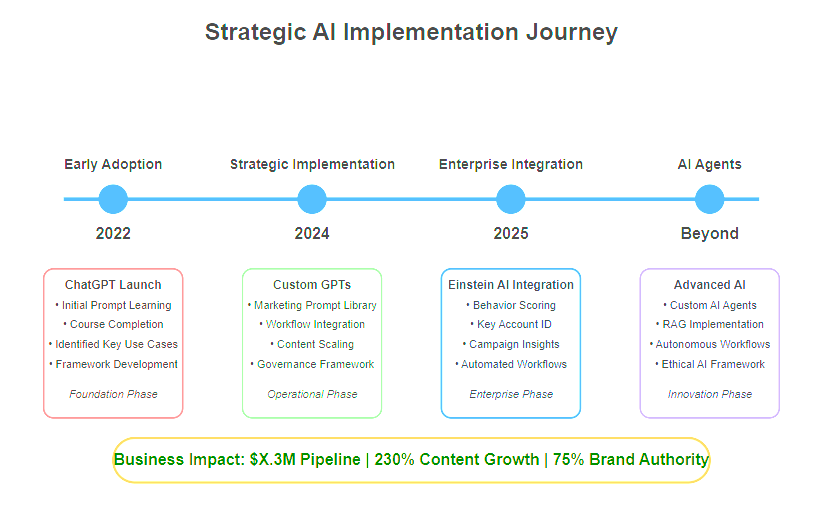 Strategic AI Implementation Journey
Early Adoption
Strategic Implementation
Enterprise Integration
AI Agents
2022
2024
2025
Beyond
ChatGPT Launch
• Initial Prompt Learning
• Course Completion
• Identified Key Use Cases
• Framework Development
Foundation Phase
Custom GPTs
• Marketing Prompt Library
• Workflow Integration
• Content Scaling
• Governance Framework
Operational Phase
Einstein AI Integration
• Behavior Scoring
• Key Account ID
• Campaign Insights
• Automated Workflows
Enterprise Phase
Advanced AI
• Custom AI Agents
• RAG Implementation
• Autonomous Workflows
• Ethical AI Framework
Innovation Phase
Business Impact: $X.3M Pipeline | 230% Content Growth | 75% Brand Authority